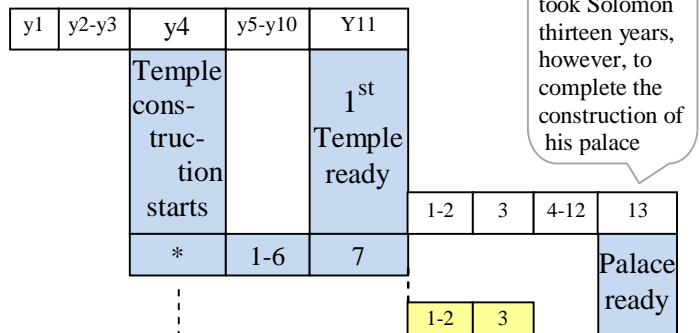 took Solomon
thirteen years,
however, to
complete the
construction of
his palace
y1 y2-y3 y4 y5-y10 Y11
Temple
cons-
truc-
tion
starts
1st
Temple
ready
1-2 3 4-12 13
* 1-6 7
Palace
ready
1-2 3